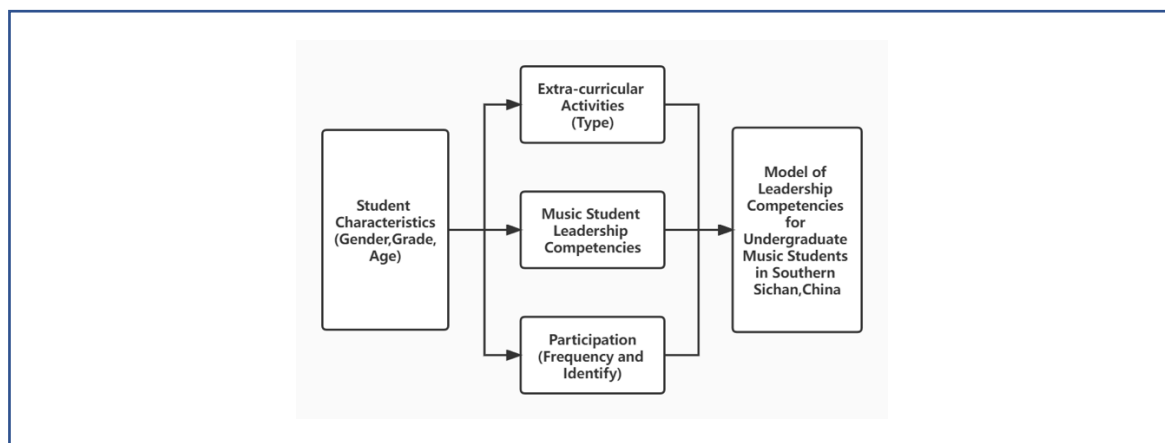 Student
Characteristics
(Gender,Grade,
Age)
Extra-curricular
Activities
(Type)
Music Student
Leadership
Competencies
Participation
(Frequency and
Identify)
Model of
Leadership
Competencies
for
Undergraduate
Music Students
in Southern
Sichan,China